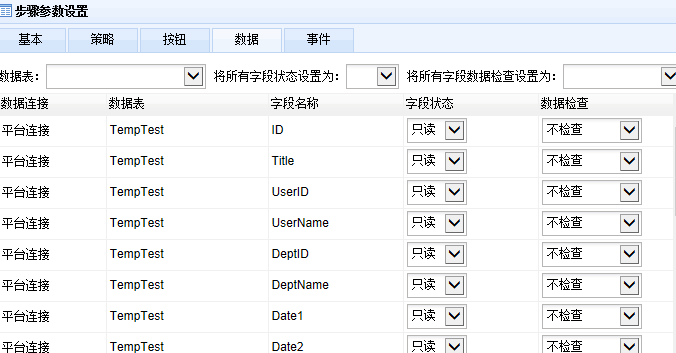 步骤参数设置
基本 策略 按钮 数据 事件
数据表: 将所有字段状态设置为: 将所有字段数据检查设置为:
数据连接 数据表 字段名称 字段状态 数据检查
平台连接 TempTest ID 只读 不检查
平台连接 TempTest Title 只读 不检查
平台连接 TempTest UserID 只读 不检查
平台连接 TempTest UserName 只读 不检查
平台连接 TempTest DeptID 只读 不检查
平台连接 TempTest DeptName 只读 不检查
平台连接 TempTest Date1 只读 不检查
平台连接 TempTest Date2 只读 不检查